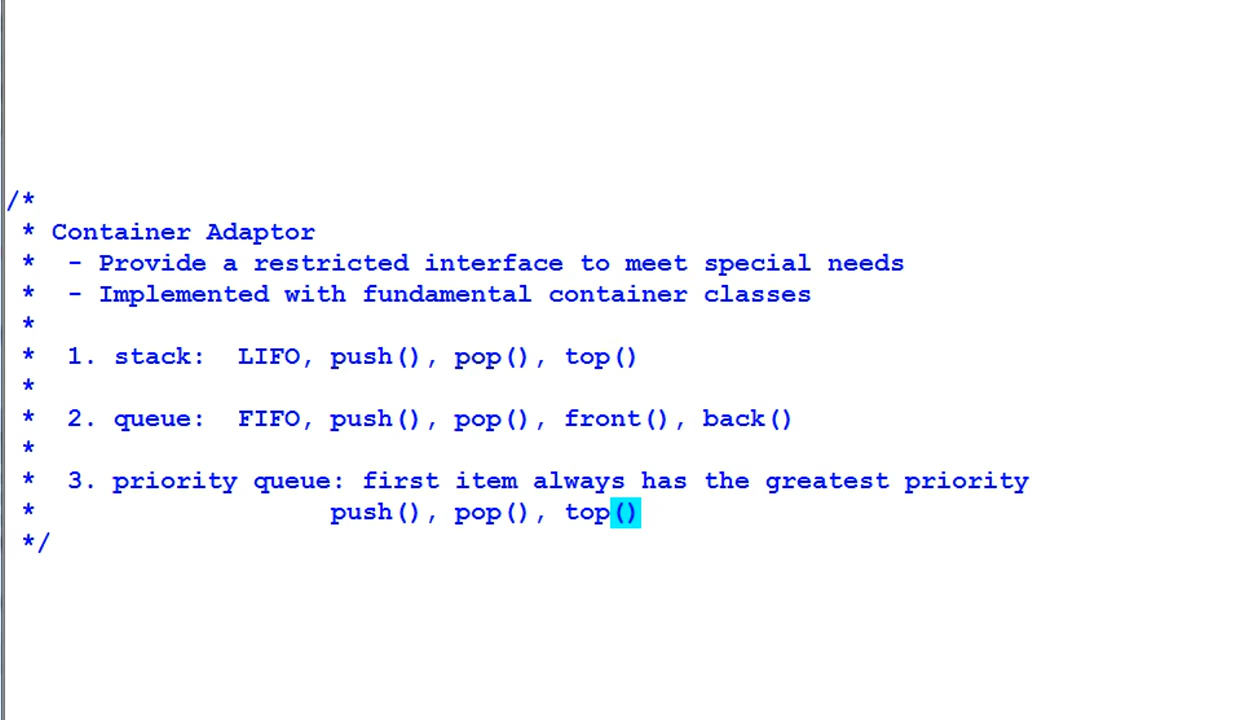 /*
 * Container Adaptor
 *  - Provide a restricted interface to meet special needs
 *  - Implemented with fundamental container classes
 *
 *  1. stack:  LIFO, push(), pop(), top()
 *
 *  2. queue:  FIFO, push(), pop(), front(), back()
 *
 *  3. priority queue: first item always has the greatest priority
 *                   push(), pop(), top()
 */